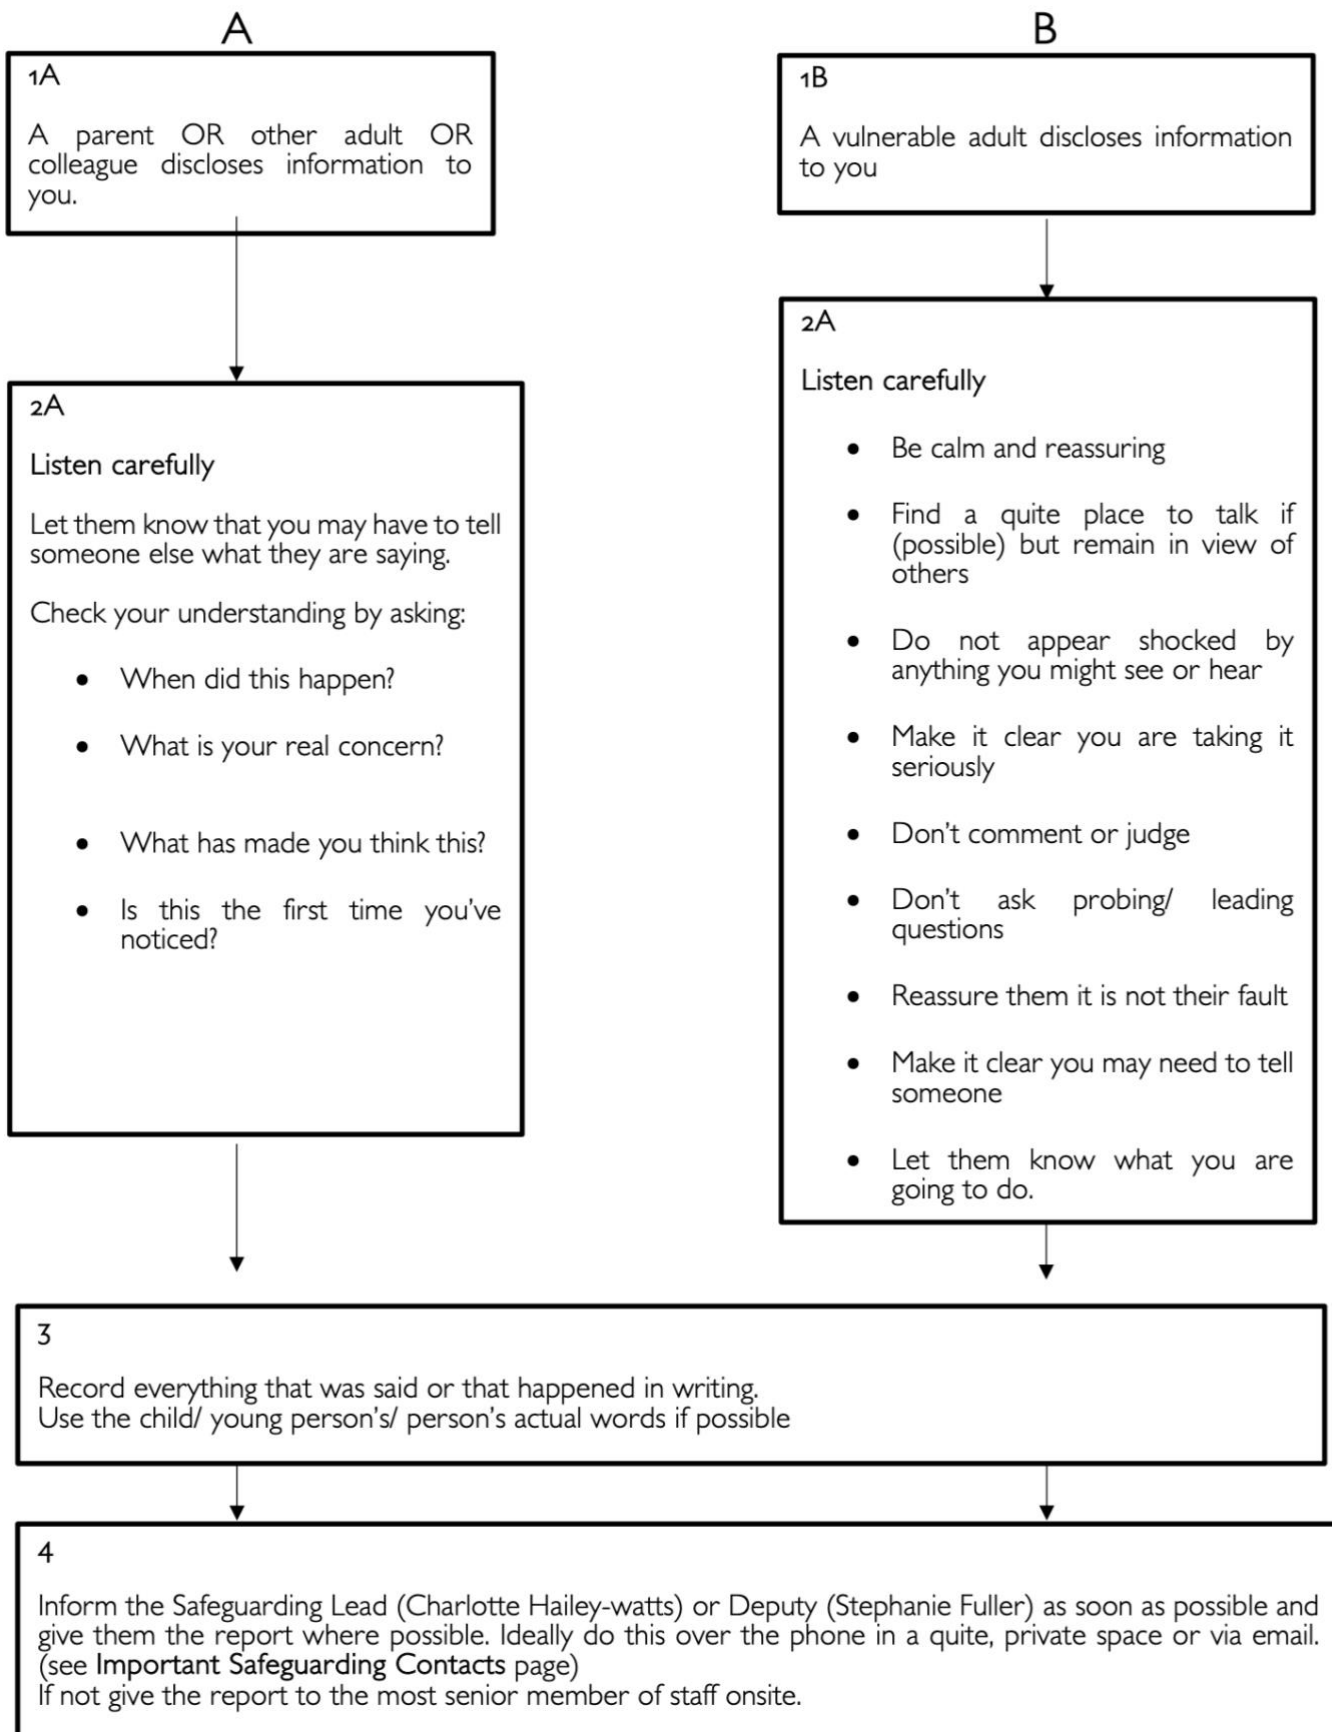 A
1A
A parent OR other adult OR
colleague discloses information to
you.
2A
Listen carefully
Let them know that you may have to tell
someone else what they are saying.
Check your understanding by asking:
• When did this happen?
• What is your real concern?
• What has made you think this?
• Is this the first time you've
noticed?
B
1B
A vulnerable adult discloses information
to you
2A
Listen carefully
• Be calm and reassuring
• Find a quite place to talk if
(possible) but remain in view of
others
• Do not appear shocked by
anything you might see or hear
• Make it clear you are taking it
seriously
• Don't comment or judge
• Don't ask probing/ leading
questions
• Reassure them it is not their fault
• Make it clear you may need to tell
someone
• Let them know what you are
going to do.
3
Record everything that was said or that happened in writing.
Use the child/ young person's/ person's actual words if possible
4
Inform the Safeguarding Lead (Charlotte Hailey-watts) or Deputy (Stephanie Fuller) as soon as possible and
give them the report where possible. Ideally do this over the phone in a quite, private space or via email.
(see Important Safeguarding Contacts page)
If not give the report to the most senior member of staff onsite.